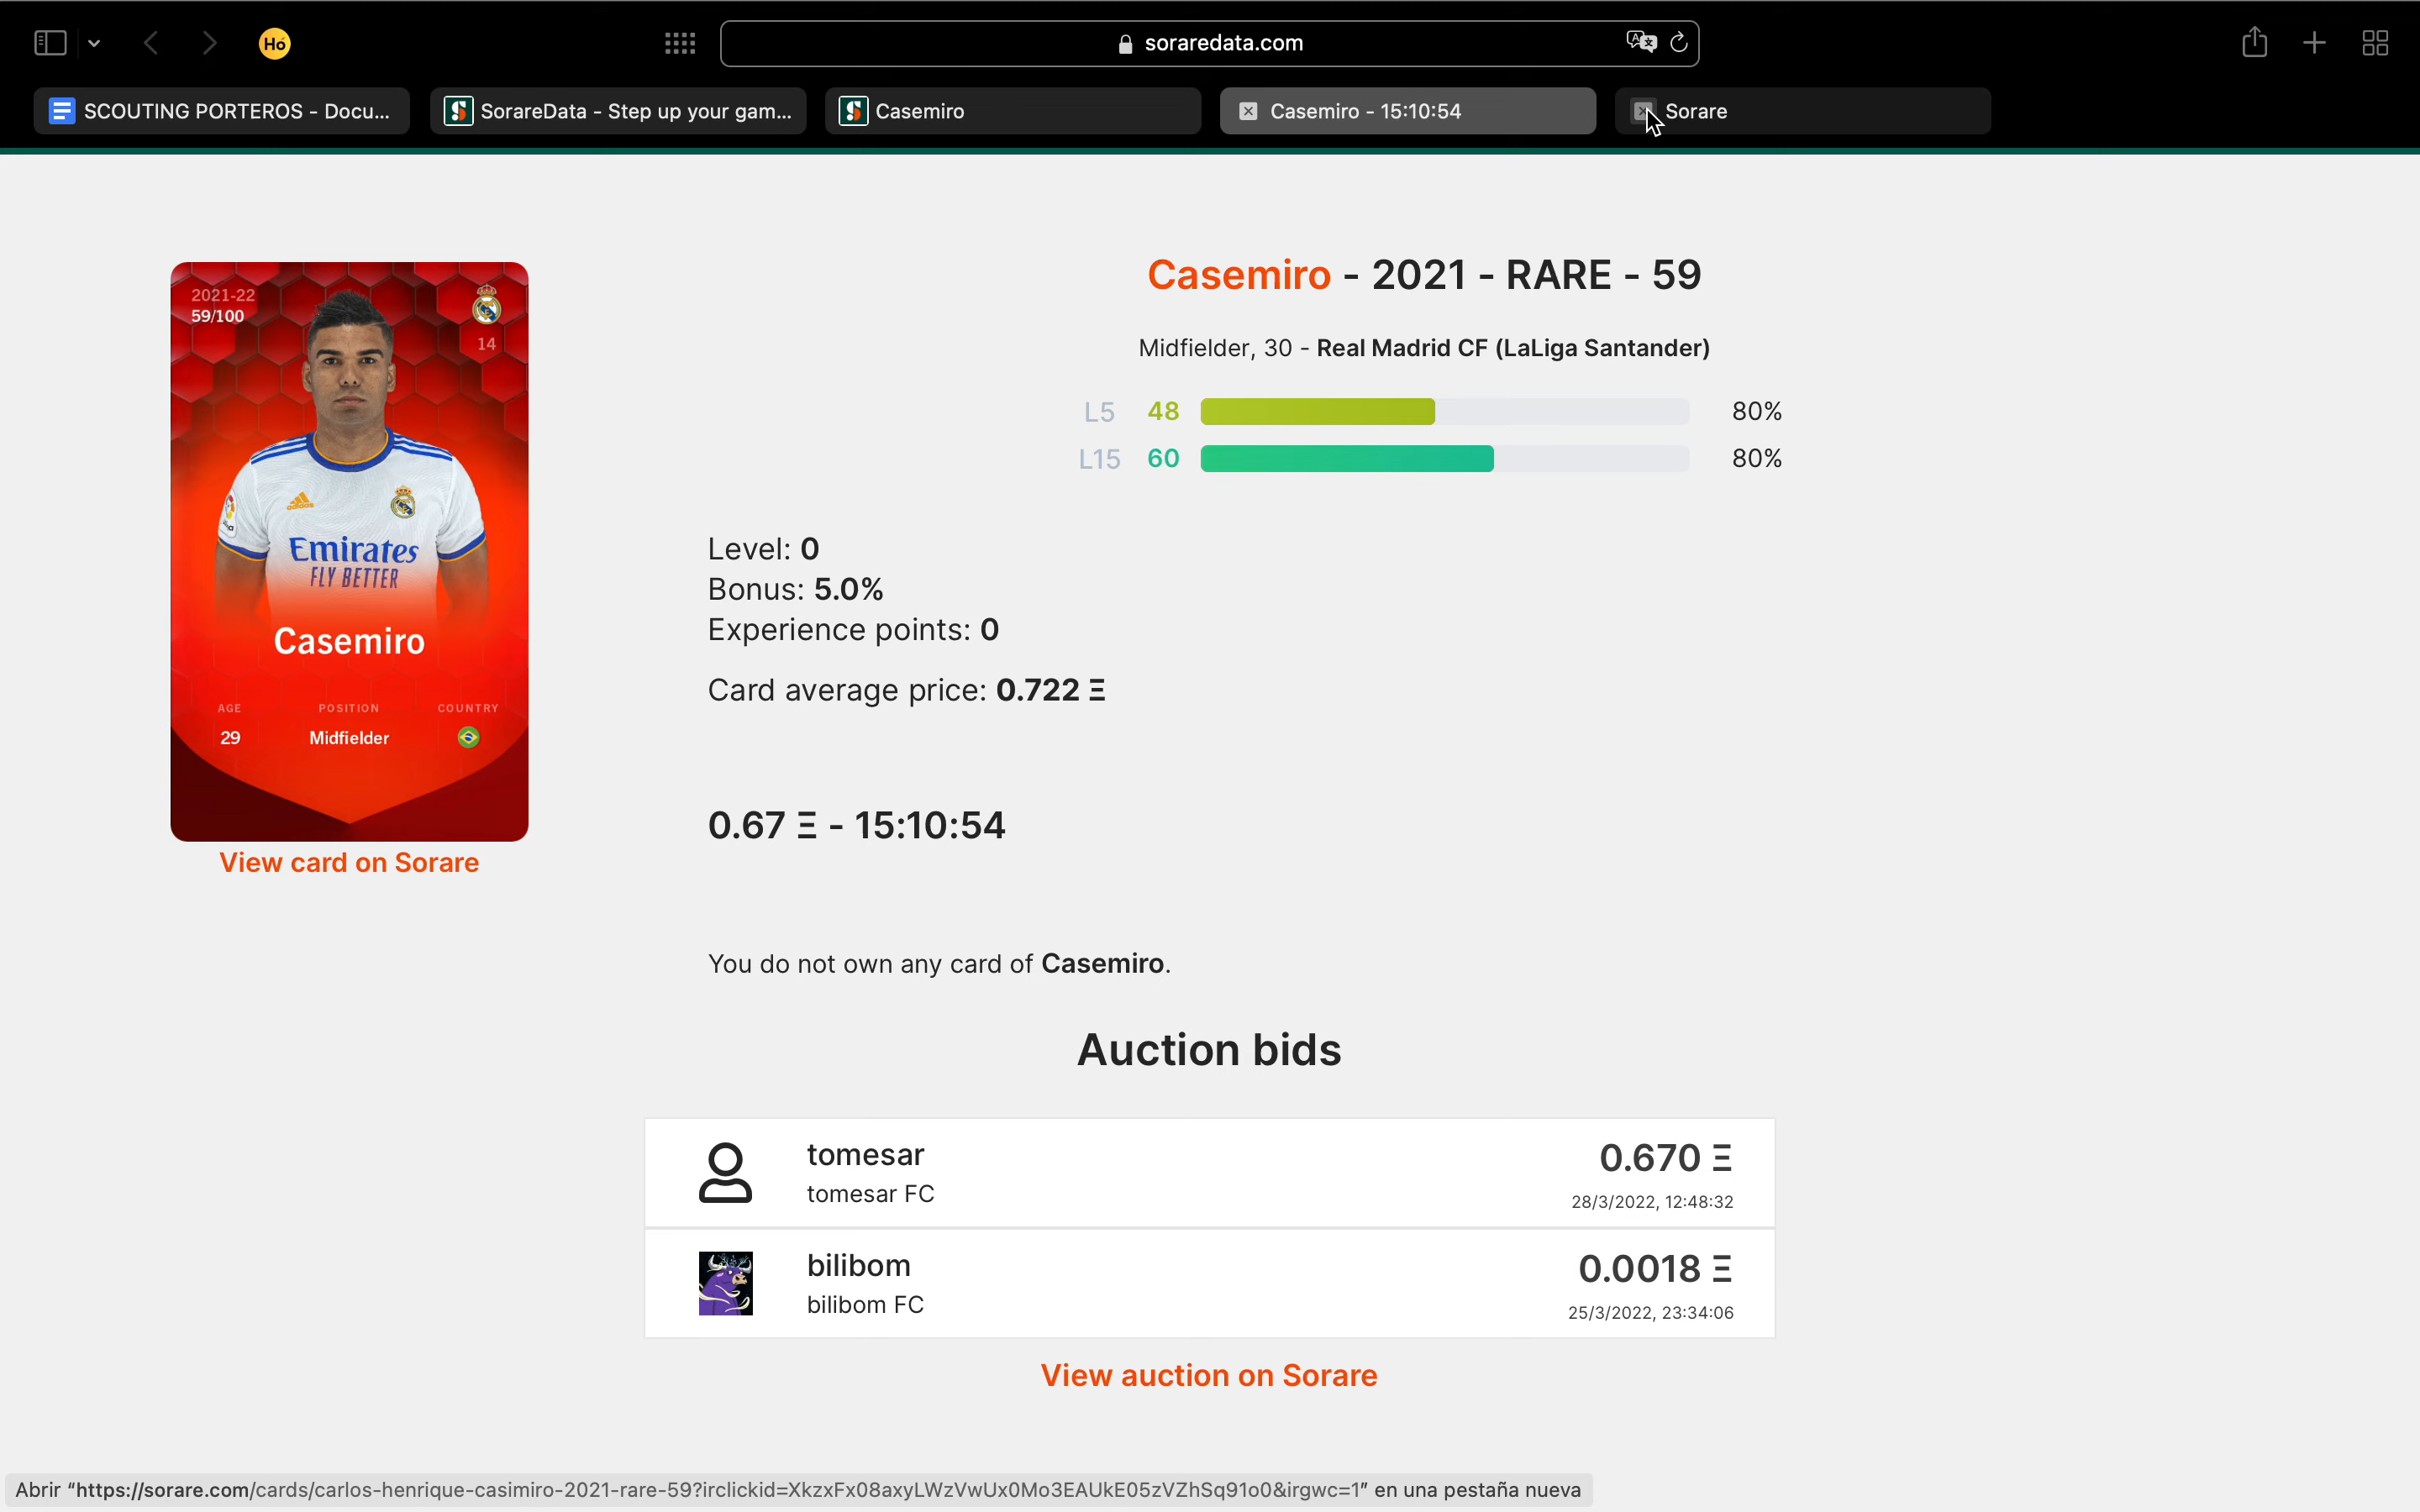 Hó
soraredata.com
SCOUTING PORTEROS - Docu...
SorareData - Step up your gam...
Casemiro
Casemiro - 15:10:54
Sorare
2021-22
59/100
14
Emirates
FLY BETTER
Casemiro
AGE POSITION COUNTRY
29 Midfielder
View card on Sorare
Casemiro - 2021 - RARE - 59
Midfielder, 30 - Real Madrid CF (LaLiga Santander)
L5 48 80%
L15 60 80%
Level: 0
Bonus: 5.0%
Experience points: 0
Card average price: 0.722 Ξ
0.67 Ξ - 15:10:54
You do not own any card of Casemiro.
Auction bids
tomesar 0.670 Ξ
tomesar FC 28/3/2022, 12:48:32
bilibom 0.0018 Ξ
bilibom FC 25/3/2022, 23:34:06
View auction on Sorare
Abrir “https://sorare.com/cards/carlos-henrique-casimiro-2021-rare-59?irclickid=XkzxFx08axyLWzVwUx0Mo3EAUkE05zVZhSq91o0&irgwc=1” en una pestaña nueva